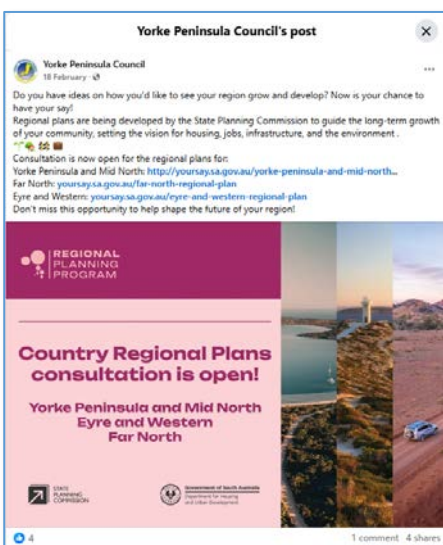 Yorke Peninsula Council's post
Yorke Peninsula Council
18 February ·
Do you have ideas on how you'd like to see your region grow and develop? Now is your chance to
have your say!
Regional plans are being developed by the State Planning Commission to guide the long-term growth
of your community, setting the vision for housing, jobs, infrastructure, and the environment .
Consultation is now open for the regional plans for:
Yorke Peninsula and Mid North: http://yoursay.sa.gov.au/yorke-peninsula-and-mid-north...
Far North: yoursay.sa.gov.au/far-north-regional-plan
Eyre and Western: yoursay.sa.gov.au/eyre-and-western-regional-plan
Don't miss this opportunity to help shape the future of your region!
REGIONAL
PLANNING
PROGRAM
Country Regional Plans
consultation is open!
Yorke Peninsula and Mid North
Eyre and Western
Far North
STATE
PLANNING
COMMISSION
Government of South Australia
Department for Housing
and Urban Development
4
1 comment 4 shares